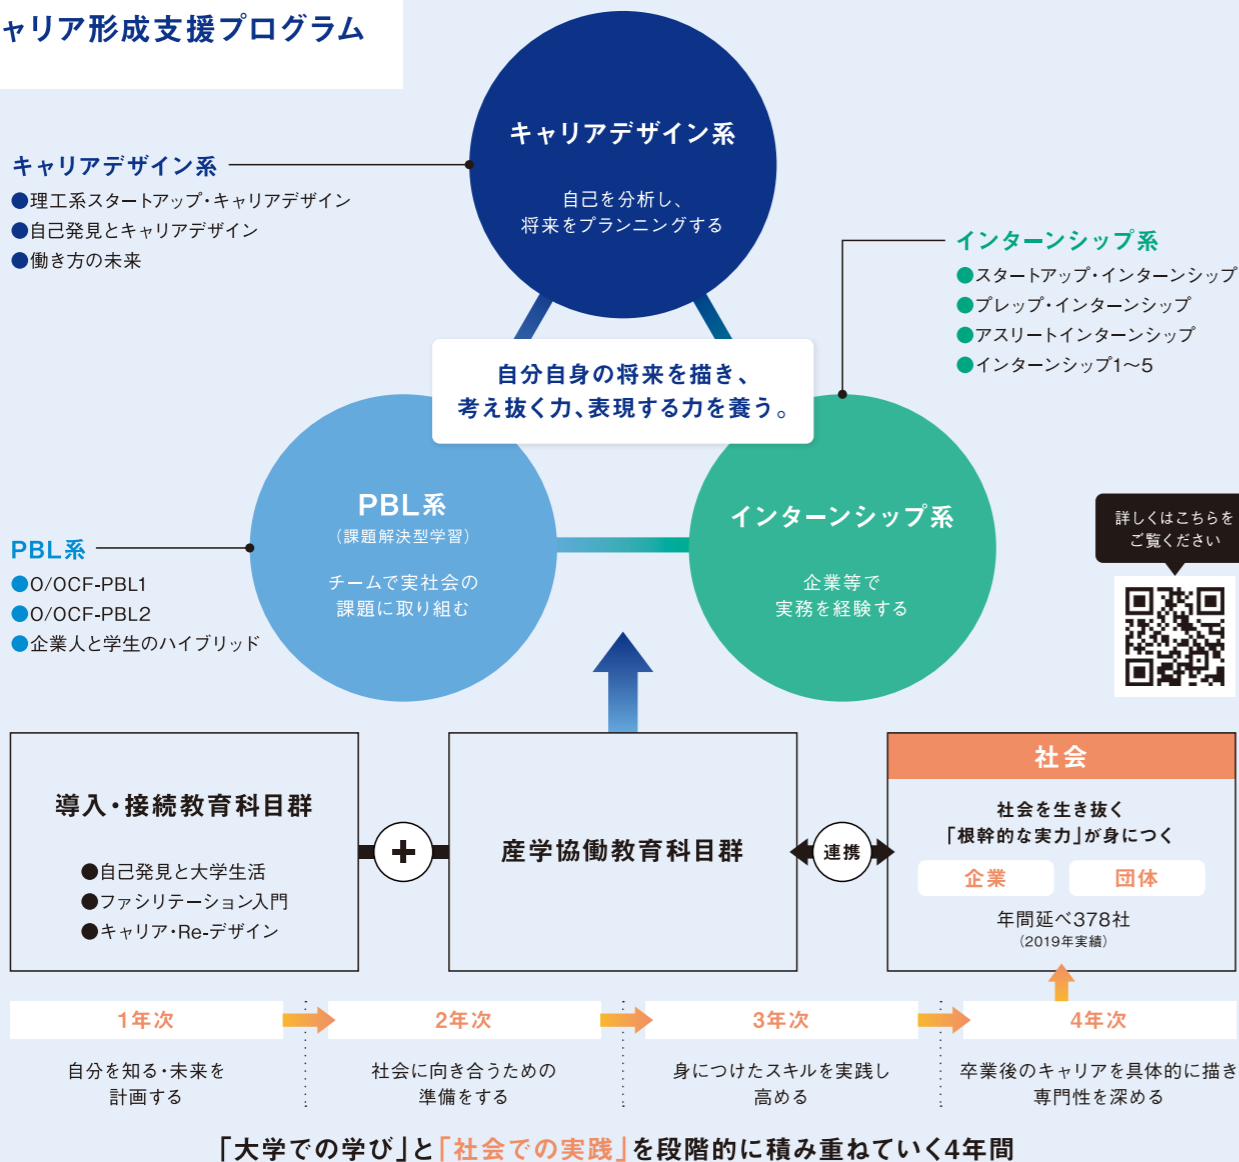 ャリア形成支援プログラム
キャリアデザイン系
自己を分析し、
将来をプランニングする
キャリアデザイン系
●理工系スタートアップ・キャリアデザイン
●自己発見とキャリアデザイン
●働き方の未来
インターンシップ系
●スタートアップ・インターンシップ
●プレップ・インターンシップ
●アスリートインターンシップ
●インターンシップ1〜5
自分自身の将来を描き、
考え抜く力、表現する力を養う。
PBL系
（課題解決型学習）
チームで実社会の
課題に取り組む
インターンシップ系
企業等で
実務を経験する
PBL系
●O/OCF-PBL1
●O/OCF-PBL2
●企業人と学生のハイブリッド
詳しくはこちらを
ご覧ください
導入・接続教育科目群
●自己発見と大学生活
●ファシリテーション入門
●キャリア・Re-デザイン
+
産学協働教育科目群
連携
社会
社会を生き抜く
「根幹的な実力」が身につく
企業
団体
年間延べ378社
（2019年実績）
1年次
2年次
3年次
4年次
自分を知る・未来を
計画する
社会に向き合うための
準備をする
身につけたスキルを実践し
高める
卒業後のキャリアを具体的に描き
専門性を深める
「大学での学び」と「社会での実践」を段階的に積み重ねていく4年間